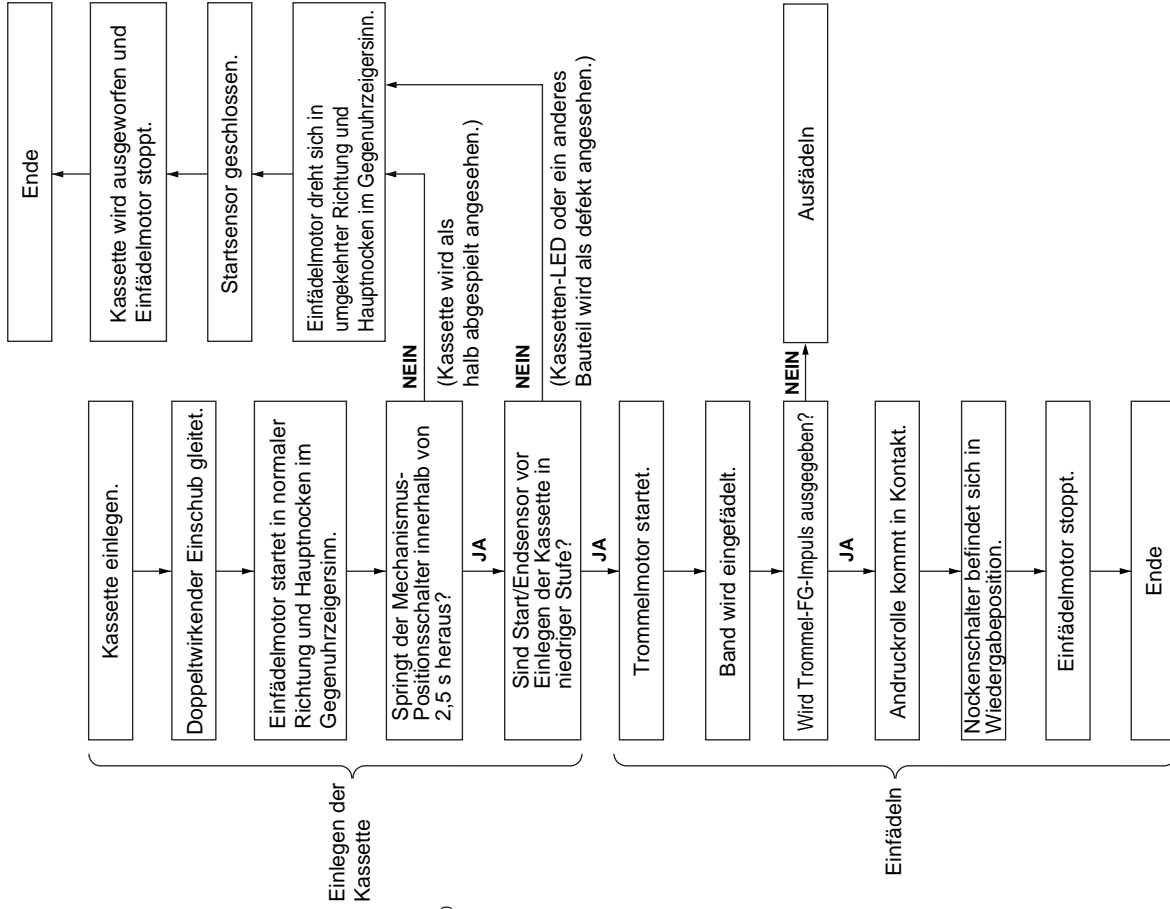 Einlegen der
Kassette
Kassette einlegen.
Doppeltwirkender Einschub gleitet.
Einfädelmotor startet in normaler
Richtung und Hauptnocken im
Gegenuhrzeigersinn.
Springt der Mechanismus-
Positionsschalter innerhalb von
2,5 s heraus?
NEIN
(Kassette wird als
halb abgespielt angesehen.)
JA
Sind Start/Endsensor vor
Einlegen der Kassette in
niedriger Stufe?
NEIN
(Kassetten-LED oder ein anderes
Bauteil wird als defekt angesehen.)
JA
Einfädelmotor dreht sich in
umgekehrter Richtung und
Hauptnocken im Gegenuhrzeigersinn.
Startsensor geschlossen.
Kassette wird ausgeworfen und
Einfädelmotor stoppt.
Ende
Einfädeln
Trommelmotor startet.
Band wird eingefädelt.
Wird Trommel-FG-Impuls ausgegeben?
NEIN
Ausfädeln
JA
Andruckrolle kommt in Kontakt.
Nockenschalter befindet sich in
Wiedergabeposition.
Einfädelmotor stoppt.
Ende
)